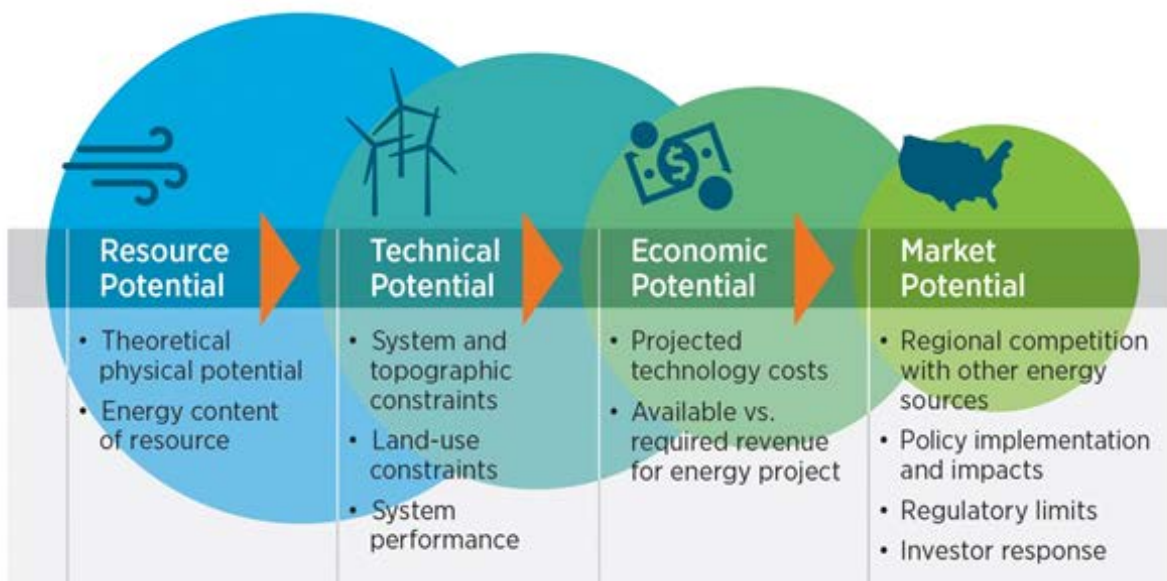 Resource
Potential
• Theoretical
physical potential
• Energy content
of resource
Technical
Potential
• System and
topographic
constraints
• Land-use
constraints
• System
performance
$
Economic
Potential
• Projected
technology costs
• Available vs.
required revenue
for energy project
Market
Potential
• Regional competition
with other energy
sources
• Policy implementation
and impacts
• Regulatory limits
• Investor response